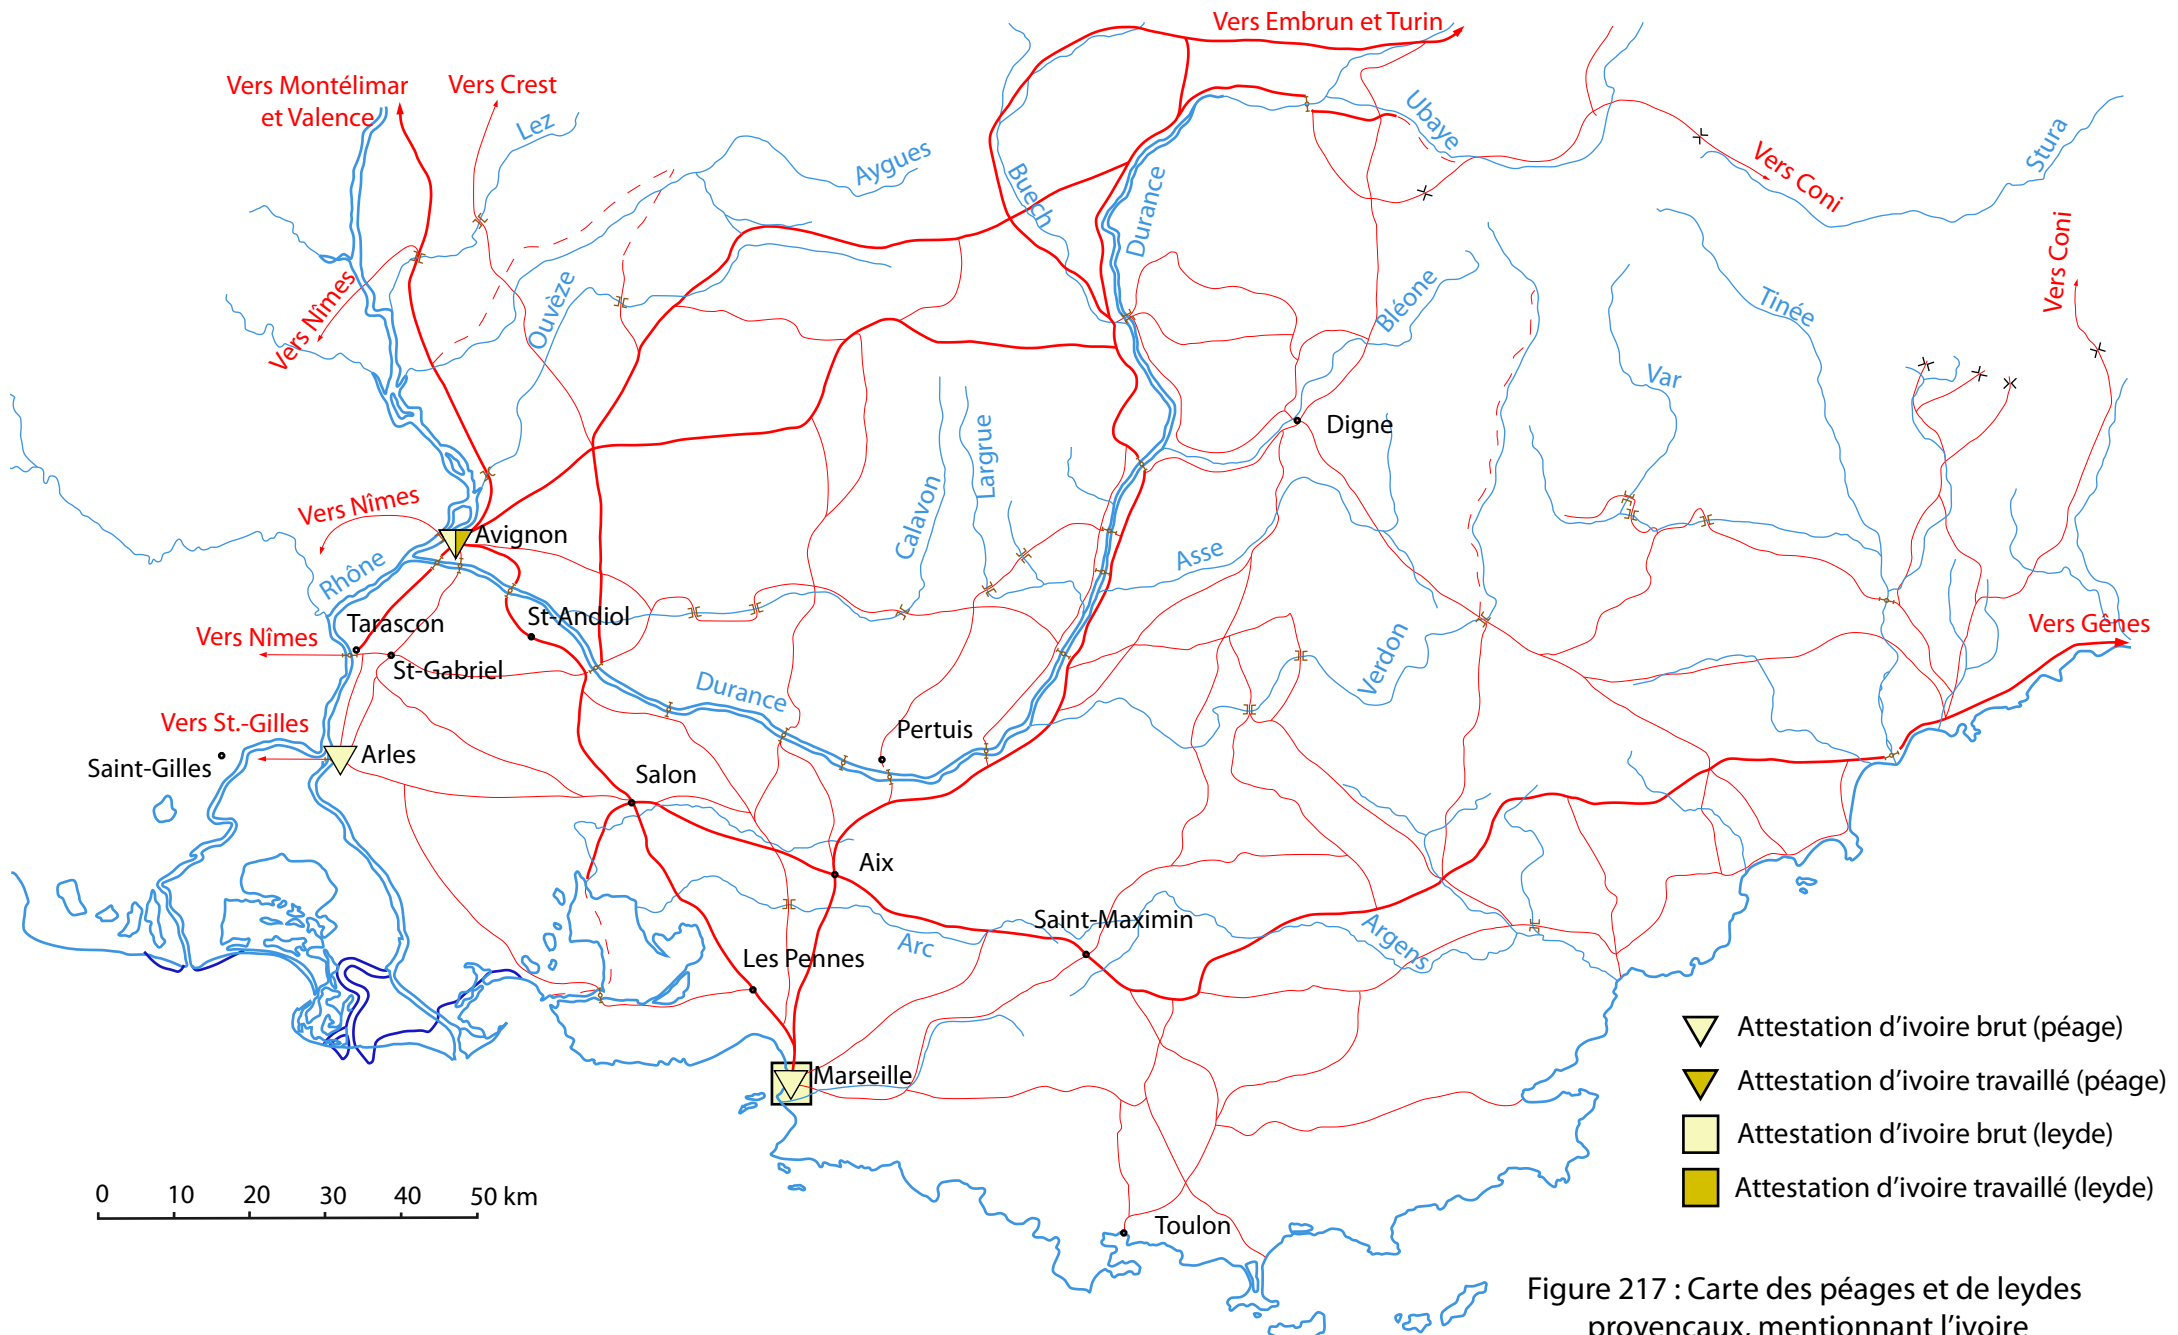 Vers Embrun et Turin
Vers Montélimar
et Valence
Vers Crest
Lez
Aygues
Buech
Durance
Ubaye
Vers Coni
Stura
Vers Coni
Vers Nîmes
Ouvèze
Bléone
Tinée
Var
Digne
Largrue
Calavon
Vers Nîmes
Avignon
Asse
Rhône
Tarascon
St-Andiol
Vers Nîmes
St-Gabriel
Verdon
Vers Gênes
Durance
Vers St.-Gilles
Pertuis
Saint-Gilles
Arles
Salon
Aix
Saint-Maximin
Arc
Argens
Les Pennes
Marseille
Toulon
0 10 20 30 40 50 km
Attestation d'ivoire brut (péage)
Attestation d'ivoire travaillé (péage)
Attestation d'ivoire brut (leyde)
Attestation d'ivoire travaillé (leyde)
Figure 217 : Carte des péages et de leydes
provençaux, mentionnant l'ivoire